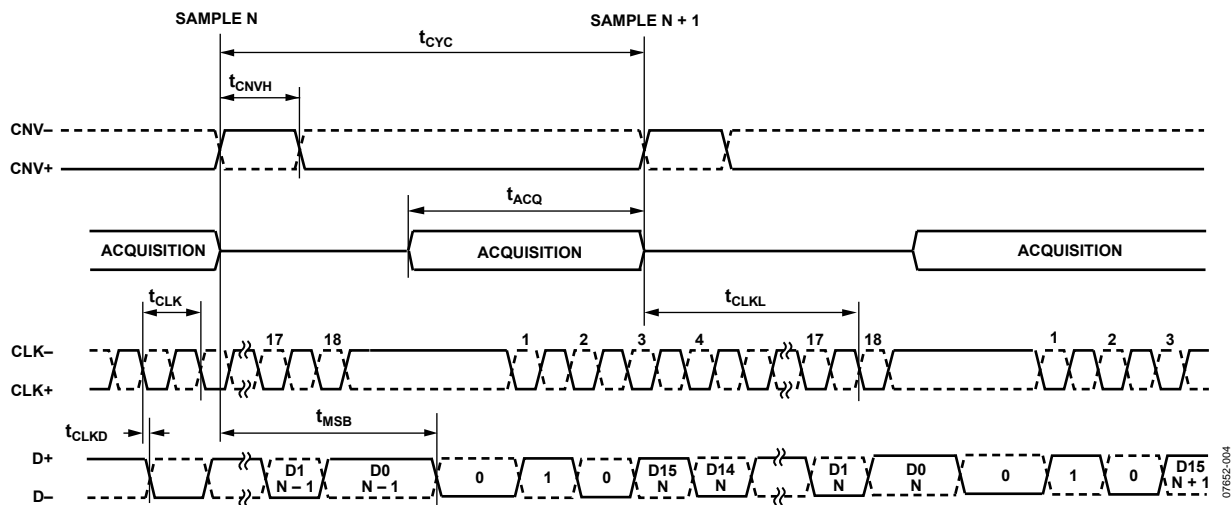 SAMPLE N SAMPLE N + 1
tCYC
tCNVH
CNV–
CNV+
tACQ
ACQUISITION ACQUISITION ACQUISITION
tCLK tCLKL
CLK– 17 18 1 2 3 4 17 18 1 2 3
CLK+
tCLKD tMSB
D+ D1 D0 D15 D14 D1 D0 D15
0 1 0 0 1 0
D– N – 1 N – 1 N N N N N + 1
07652-004